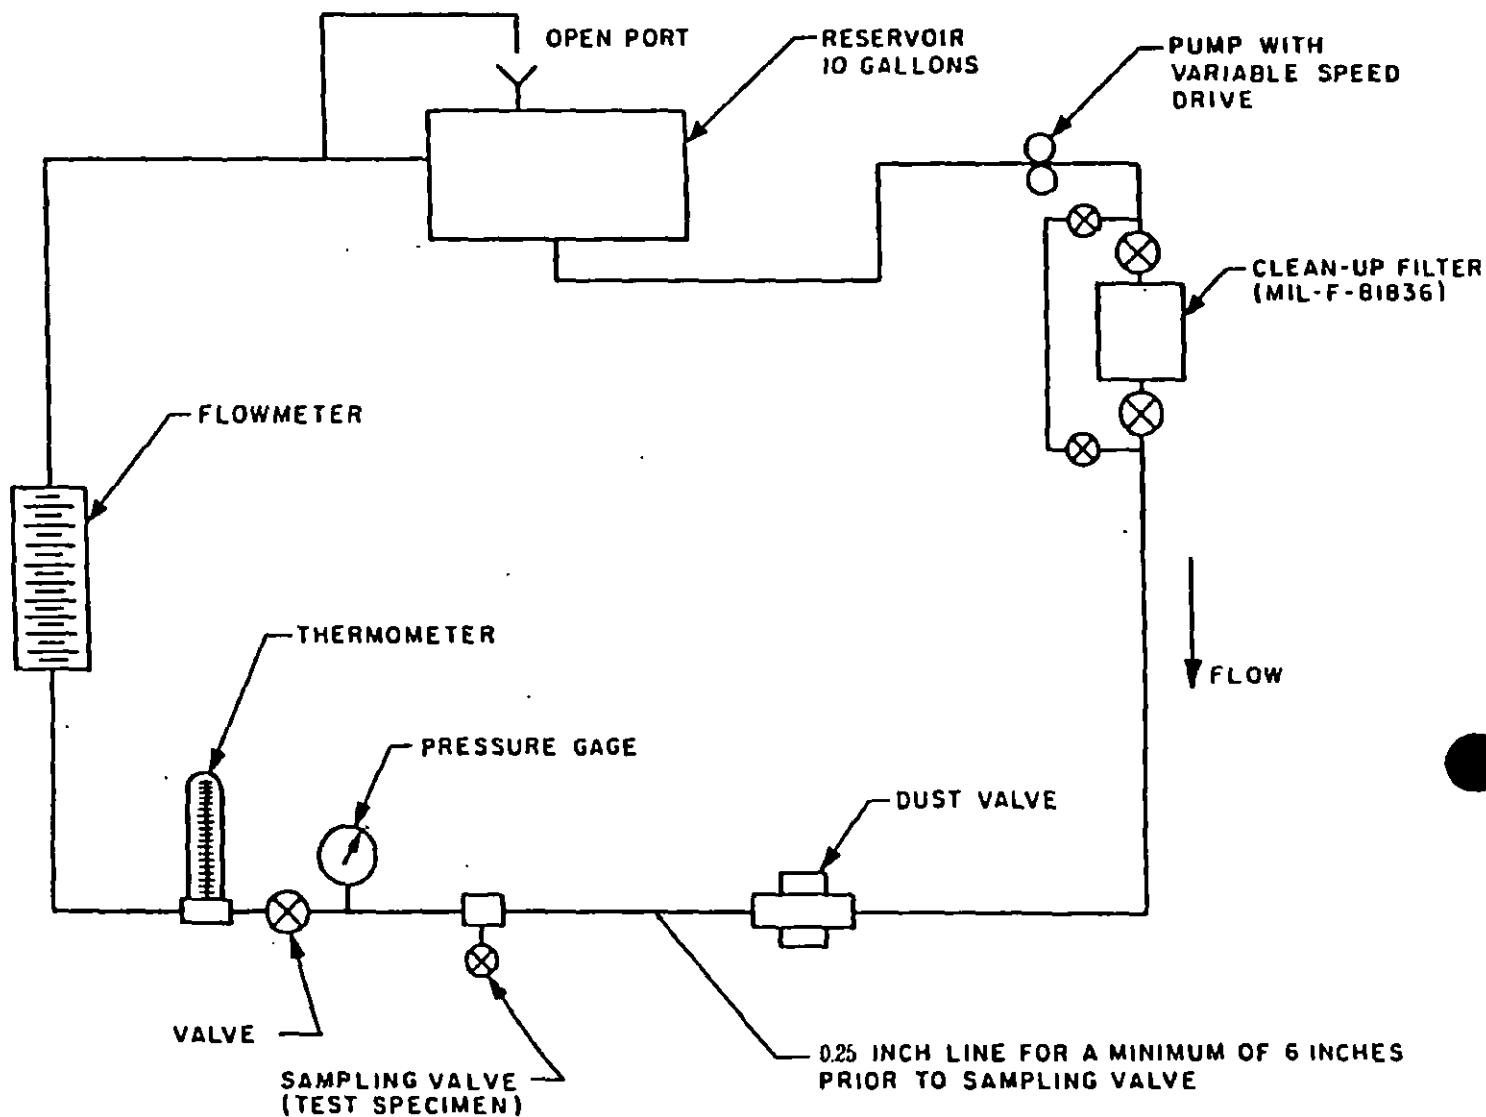 OPEN PORT
RESERVOIR
10 GALLONS
PUMP WITH
VARIABLE SPEED
DRIVE
CLEAN-UP FILTER
(MIL-F-81836)
FLOWMETER
THERMOMETER
FLOW
PRESSURE GAGE
DUST VALVE
VALVE
SAMPLING VALVE
(TEST SPECIMEN)
0.25 INCH LINE FOR A MINIMUM OF 6 INCHES
PRIOR TO SAMPLING VALVE